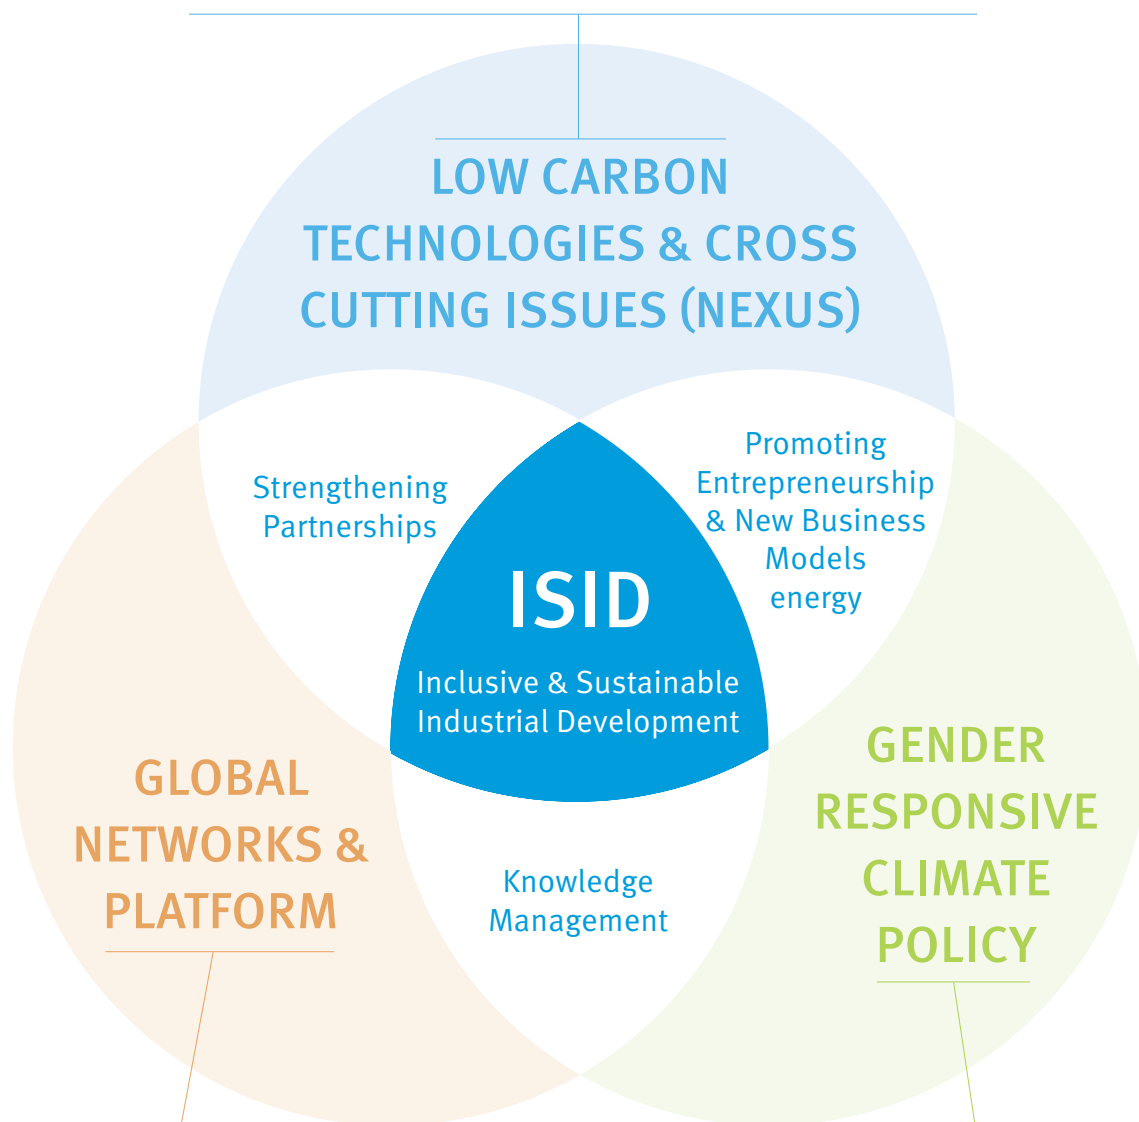 LOW CARBON
TECHNOLOGIES & CROSS
CUTTING ISSUES (NEXUS)
Strengthening
Partnerships
Promoting
Entrepreneurship
& New Business
Models
energy
ISID
Inclusive & Sustainable
Industrial Development
GLOBAL
NETWORKS &
PLATFORM
GENDER
RESPONSIVE
CLIMATE
POLICY
Knowledge
Management